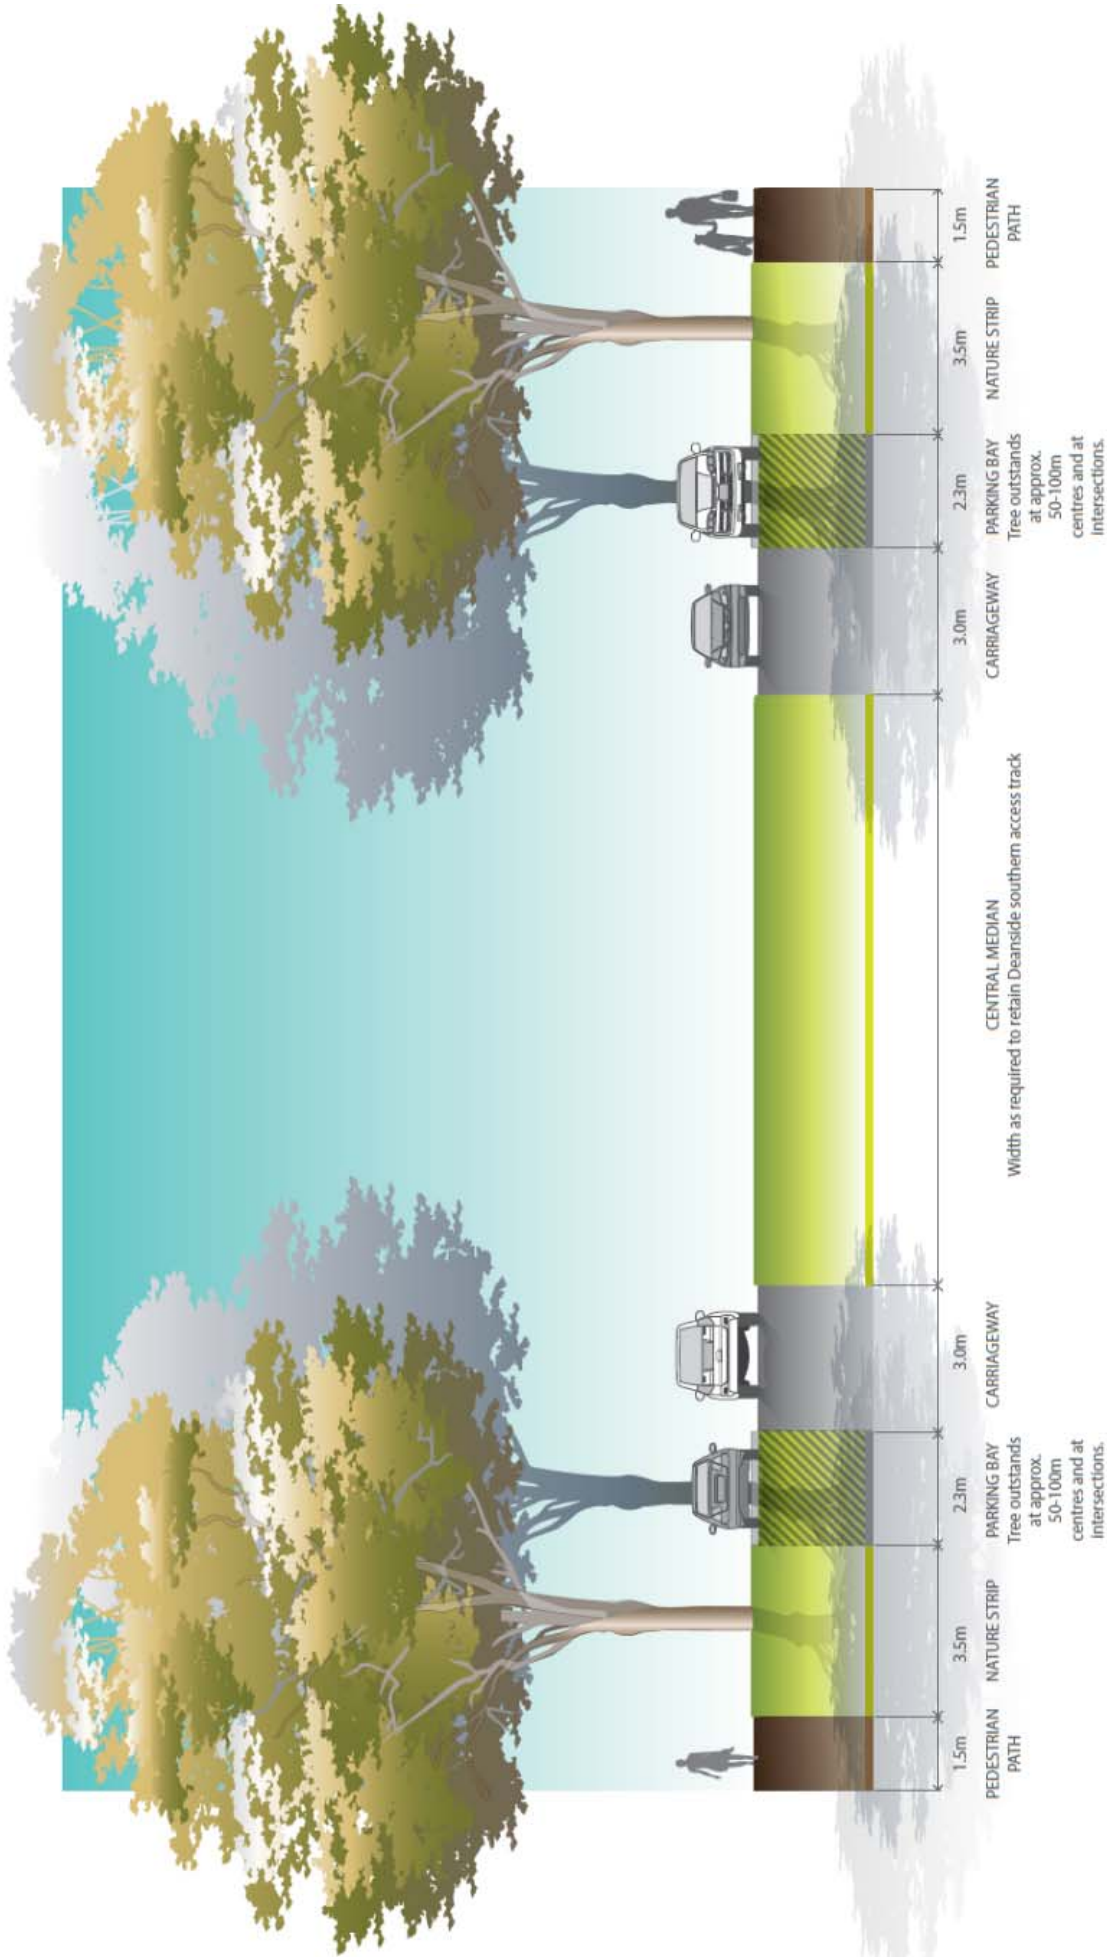 1.5m
3.5m
2.3m
3.0m
3.0m
2.3m
3.5m
1.5m
PEDESTRIAN
PATH
NATURE STRIP
PARKING BAY
Tree outstands
at approx.
50-100m
centres and at
intersections.
CARRIAGEWAY
CENTRAL MEDIAN
Width as required to retain Deanside southern access track
CARRIAGEWAY
PARKING BAY
Tree outstands
at approx.
50-100m
centres and at
intersections.
NATURE STRIP
PEDESTRIAN
PATH